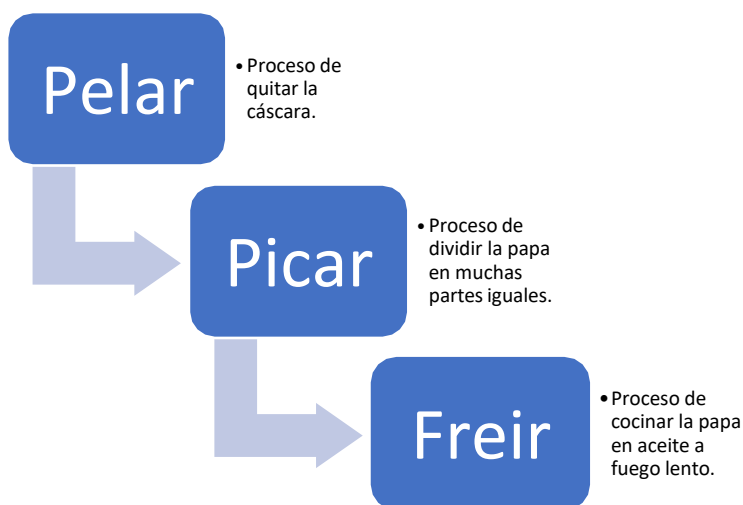 Pelar
•Proceso de
quitar la
cáscara.
Picar
•Proceso de
dividir la papa
en muchas
partes iguales.
Freir
•Proceso de
cocinar la papa
en aceite a
fuego lento.